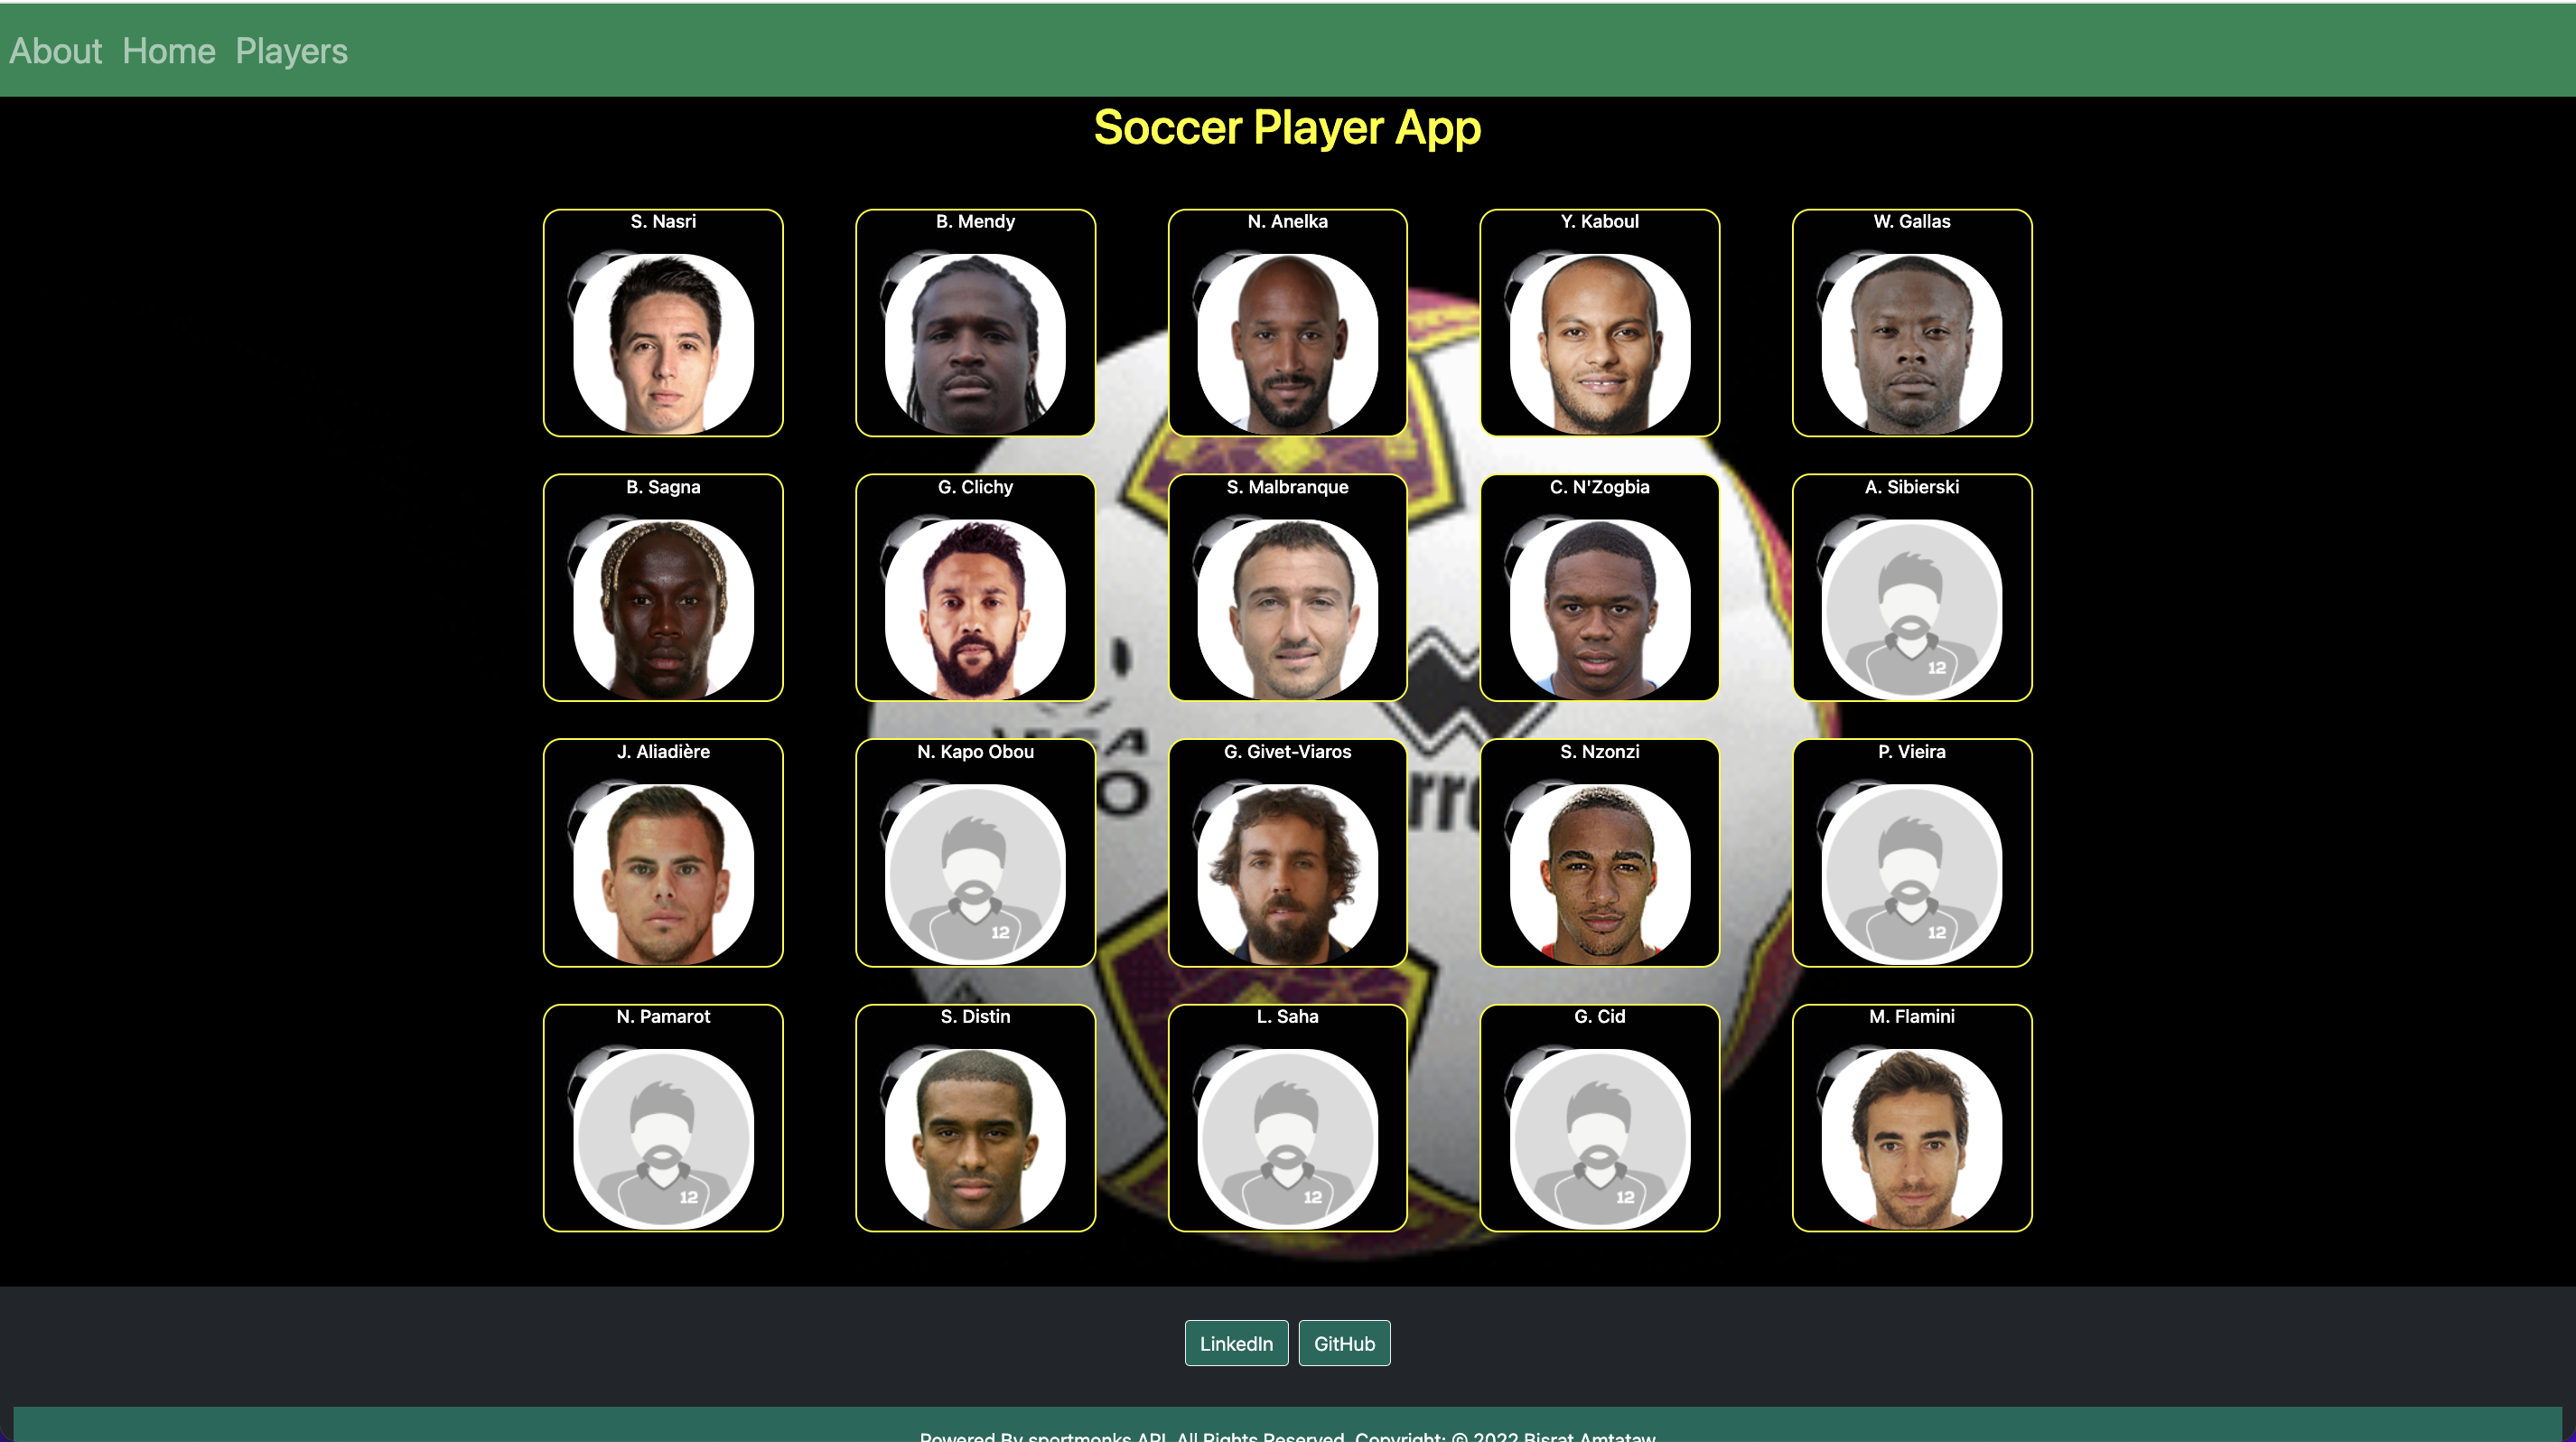 About Home Players
Soccer Player App
S. Nasri B. Mendy N. Anelka Y. Kaboul W. Gallas
B. Sagna G. Clichy S. Malbranque C. N'Zogbia A. Sibierski
12
J. Aliadière N. Kapo Obou G. Givet-Viaros S. Nzonzi P. Vieira
12 12
N. Pamarot S. Distin L. Saha G. Cid M. Flamini
12 12 12
LinkedIn GitHub
Powered By sportmonks API. All Rights Reserved. Copyright: © 2022 Bisrat Amtataw